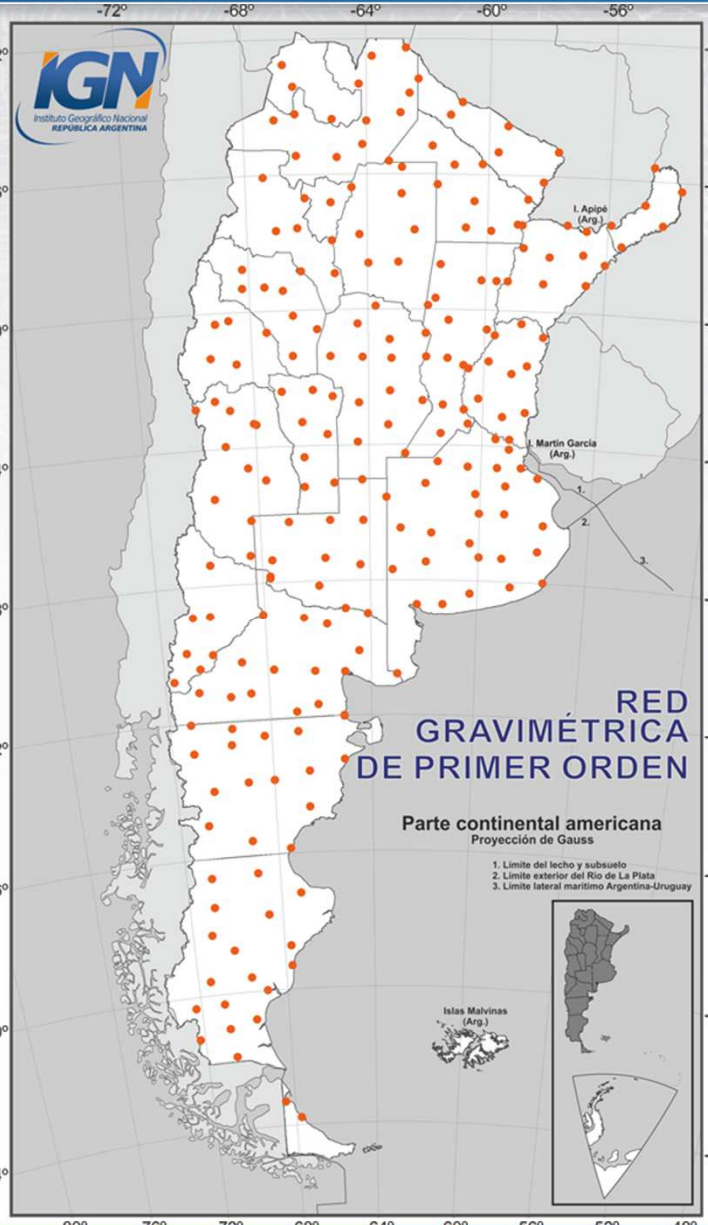 -72° -68° -64° -60° -56°
IGN
Instituto Geográfico Nacional
REPÚBLICA ARGENTINA
I. Apipé
(Arg.)
I. Martín García
(Arg.)
1.
2.
3.
RED
GRAVIMÉTRICA
DE PRIMER ORDEN
Parte continental americana
Proyección de Gauss
1. Límite del lecho y subsuelo
2. Límite exterior del Río de La Plata
3. Límite lateral marítimo Argentina-Uruguay
Islas Malvinas
(Arg.)